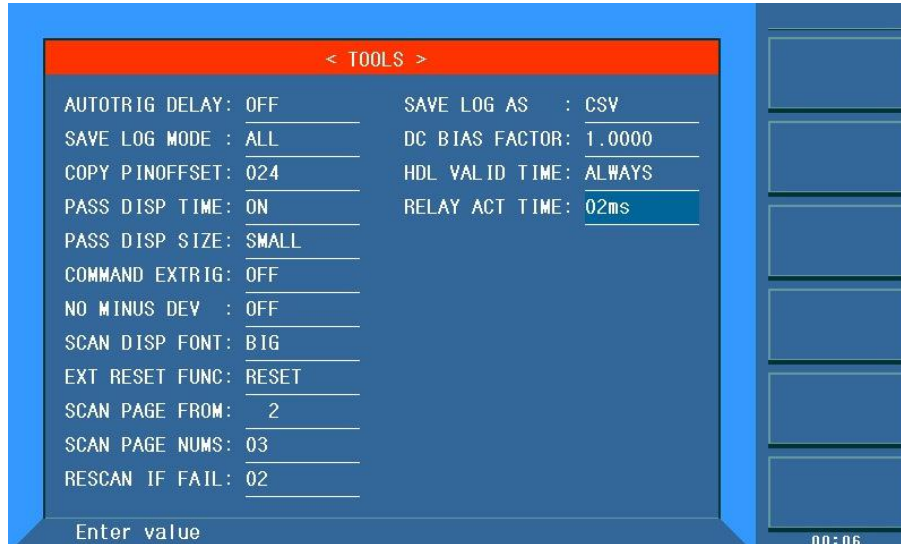 < TOOLS >
AUTOTRIG DELAY: OFF
SAVE LOG MODE : ALL
COPY PINOFFSET: 024
PASS DISP TIME: ON
PASS DISP SIZE: SMALL
COMMAND EXTRIG: OFF
NO MINUS DEV : OFF
SCAN DISP FONT: BIG
EXT RESET FUNC: RESET
SCAN PAGE FROM: 2
SCAN PAGE NUMS: 03
RESCAN IF FAIL: 02
SAVE LOG AS : CSV
DC BIAS FACTOR: 1.0000
HDL VALID TIME: ALWAYS
RELAY ACT TIME: 02ms
Enter value
00:06